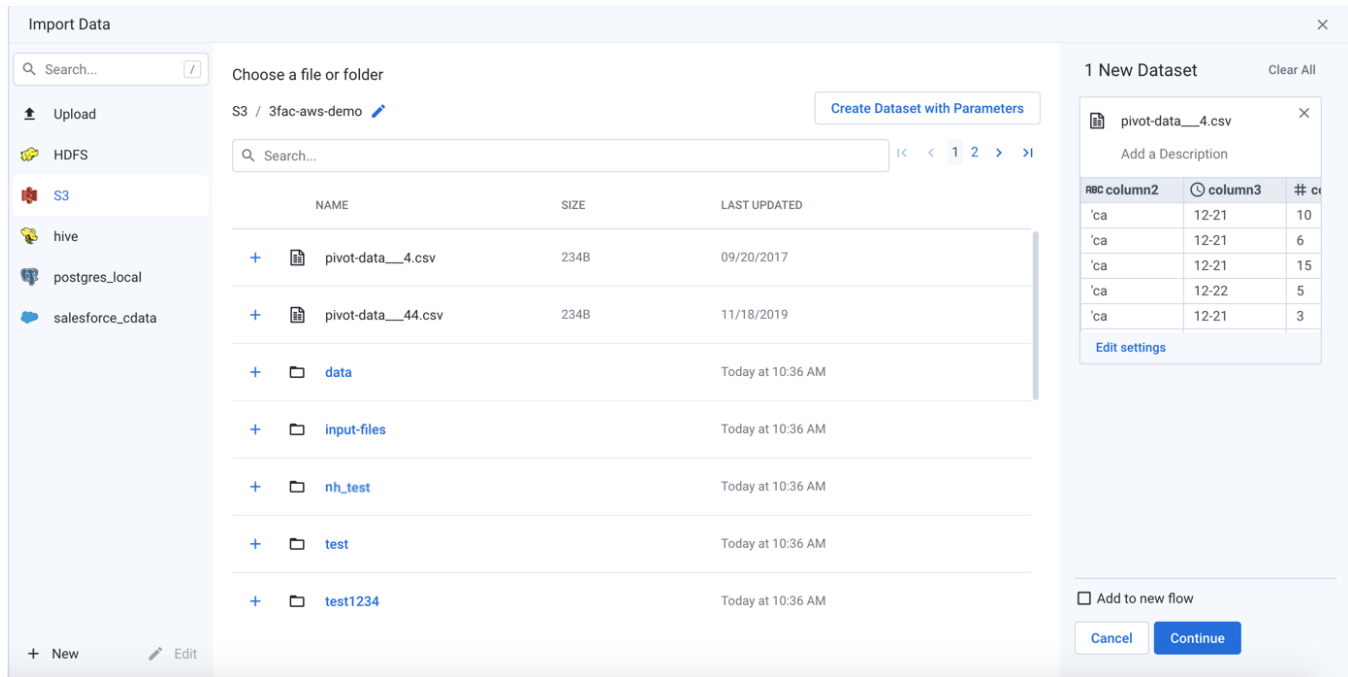 Import Data
Search... /
Upload
HDFS
S3
hive
postgres_local
salesforce_cdata
+ New
Edit
Choose a file or folder
S3 / 3fac-aws-demo
Create Dataset with Parameters
Search...
1 2
NAME SIZE LAST UPDATED
+ pivot-data___4.csv 234B 09/20/2017
+ pivot-data___44.csv 234B 11/18/2019
+ data Today at 10:36 AM
+ input-files Today at 10:36 AM
+ nh_test Today at 10:36 AM
+ test Today at 10:36 AM
+ test1234 Today at 10:36 AM
1 New Dataset Clear All
pivot-data___4.csv
Add a Description
ABC column2 column3 # c
'ca 12-21 10
'ca 12-21 6
'ca 12-21 15
'ca 12-22 5
'ca 12-21 3
Edit settings
Add to new flow
Cancel Continue